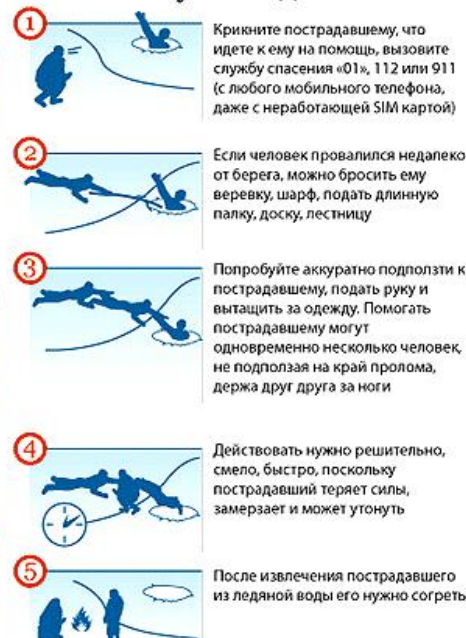 1
Крикните пострадавшему, что
идете к ему на помощь, вызовите
службу спасения «01», 112 или 911
(с любого мобильного телефона,
даже с неработающей SIM картой)
2
Если человек провалился недалеко
от берега, можно бросить ему
веревку, шарф, подать длинную
палку, доску, лестницу
3
Попробуйте аккуратно подползти к
пострадавшему, подать руку и
вытащить за одежду. Помогать
пострадавшему могут
одновременно несколько человек,
не подползая на край пролома,
держа друг друга за ноги
4
Действовать нужно решительно,
смело, быстро, поскольку
пострадавший теряет силы,
замерзает и может утонуть
5
После извлечения пострадавшего
из ледяной воды его нужно согреть